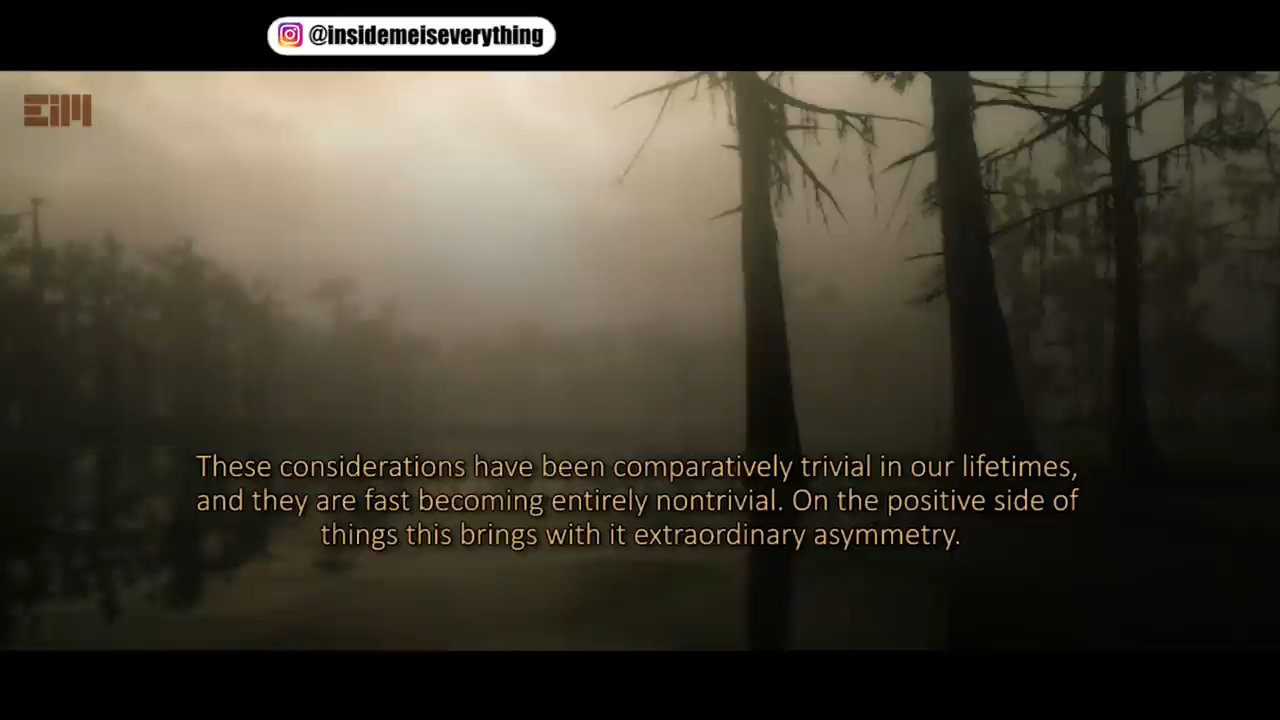 @insidemeiseverything
EiM
These considerations have been comparatively trivial in our lifetimes,
and they are fast becoming entirely nontrivial. On the positive side of
things this brings with it extraordinary asymmetry.